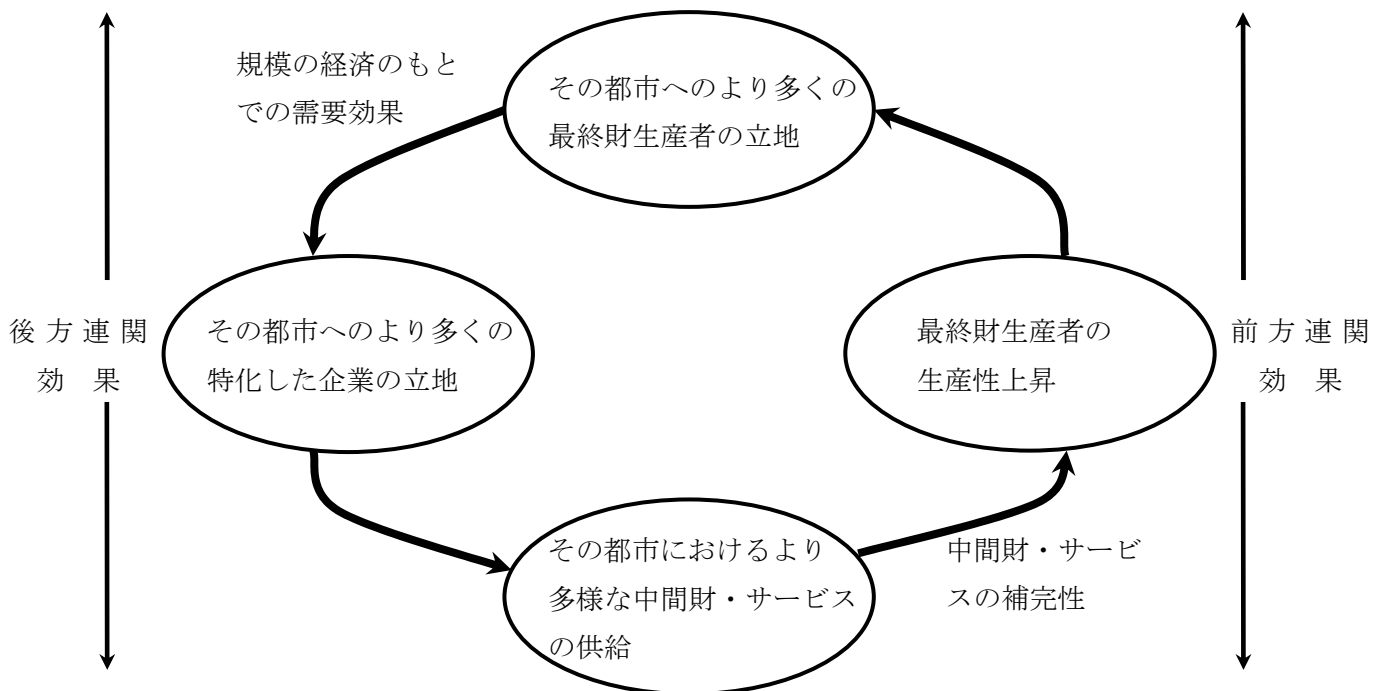 規模の経済のもと
での需要効果
その都市へのより多くの
最終財生産者の立地
後方連関
効 果
その都市へのより多くの
特化した企業の立地
最終財生産者の
生産性上昇
前方連関
効 果
その都市におけるより
多様な中間財・サービス
の供給
中間財・サービ
スの補完性